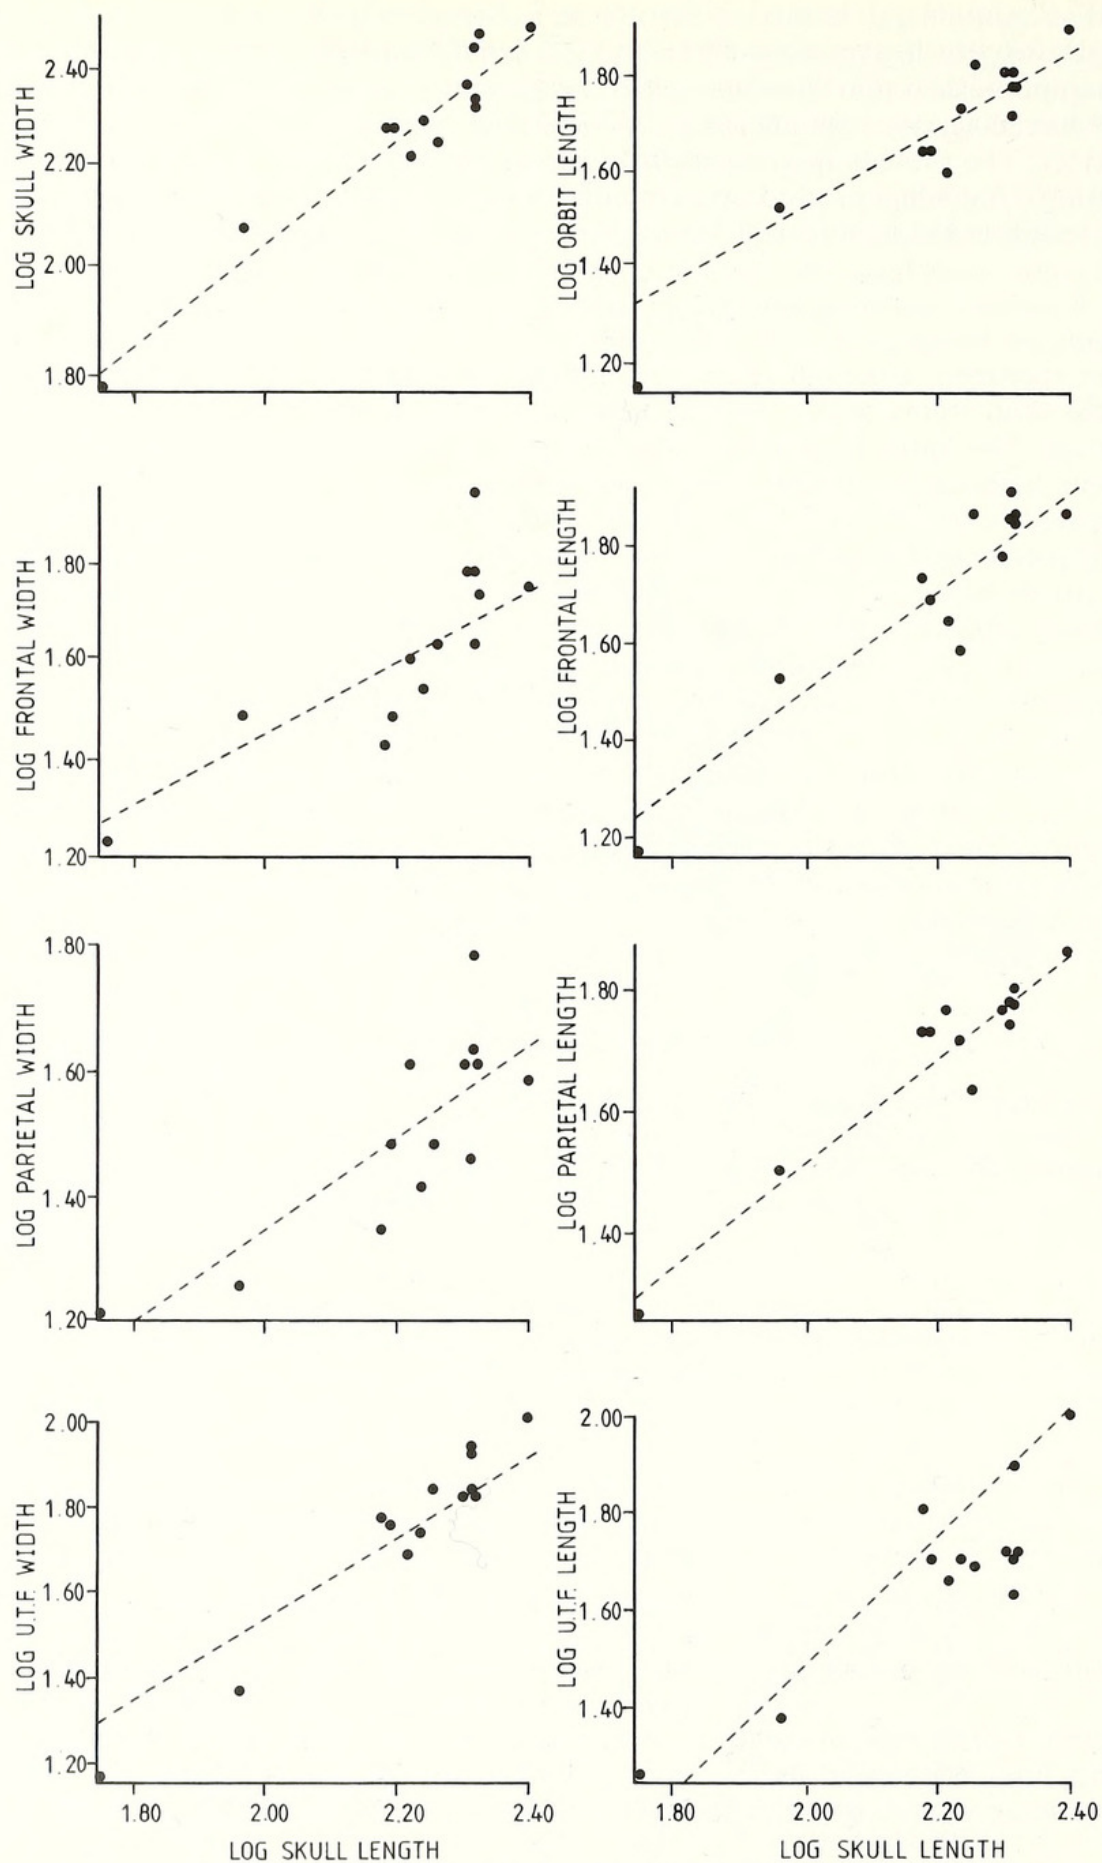 LOG SKULL WIDTH
2.40
2.20
2.00
1.80
LOG ORBIT LENGTH
1.80
1.60
1.40
1.20
LOG FRONTAL WIDTH
1.80
1.60
1.40
1.20
LOG FRONTAL LENGTH
1.80
1.60
1.40
1.20
LOG PARIETAL WIDTH
1.80
1.60
1.40
1.20
LOG PARIETAL LENGTH
1.80
1.60
1.40
LOG U.T.F. WIDTH
2.00
1.80
1.60
1.40
1.20
1.80 2.00 2.20 2.40
LOG SKULL LENGTH
LOG U.T.F. LENGTH
2.00
1.80
1.60
1.40
1.80 2.00 2.20 2.40
LOG SKULL LENGTH